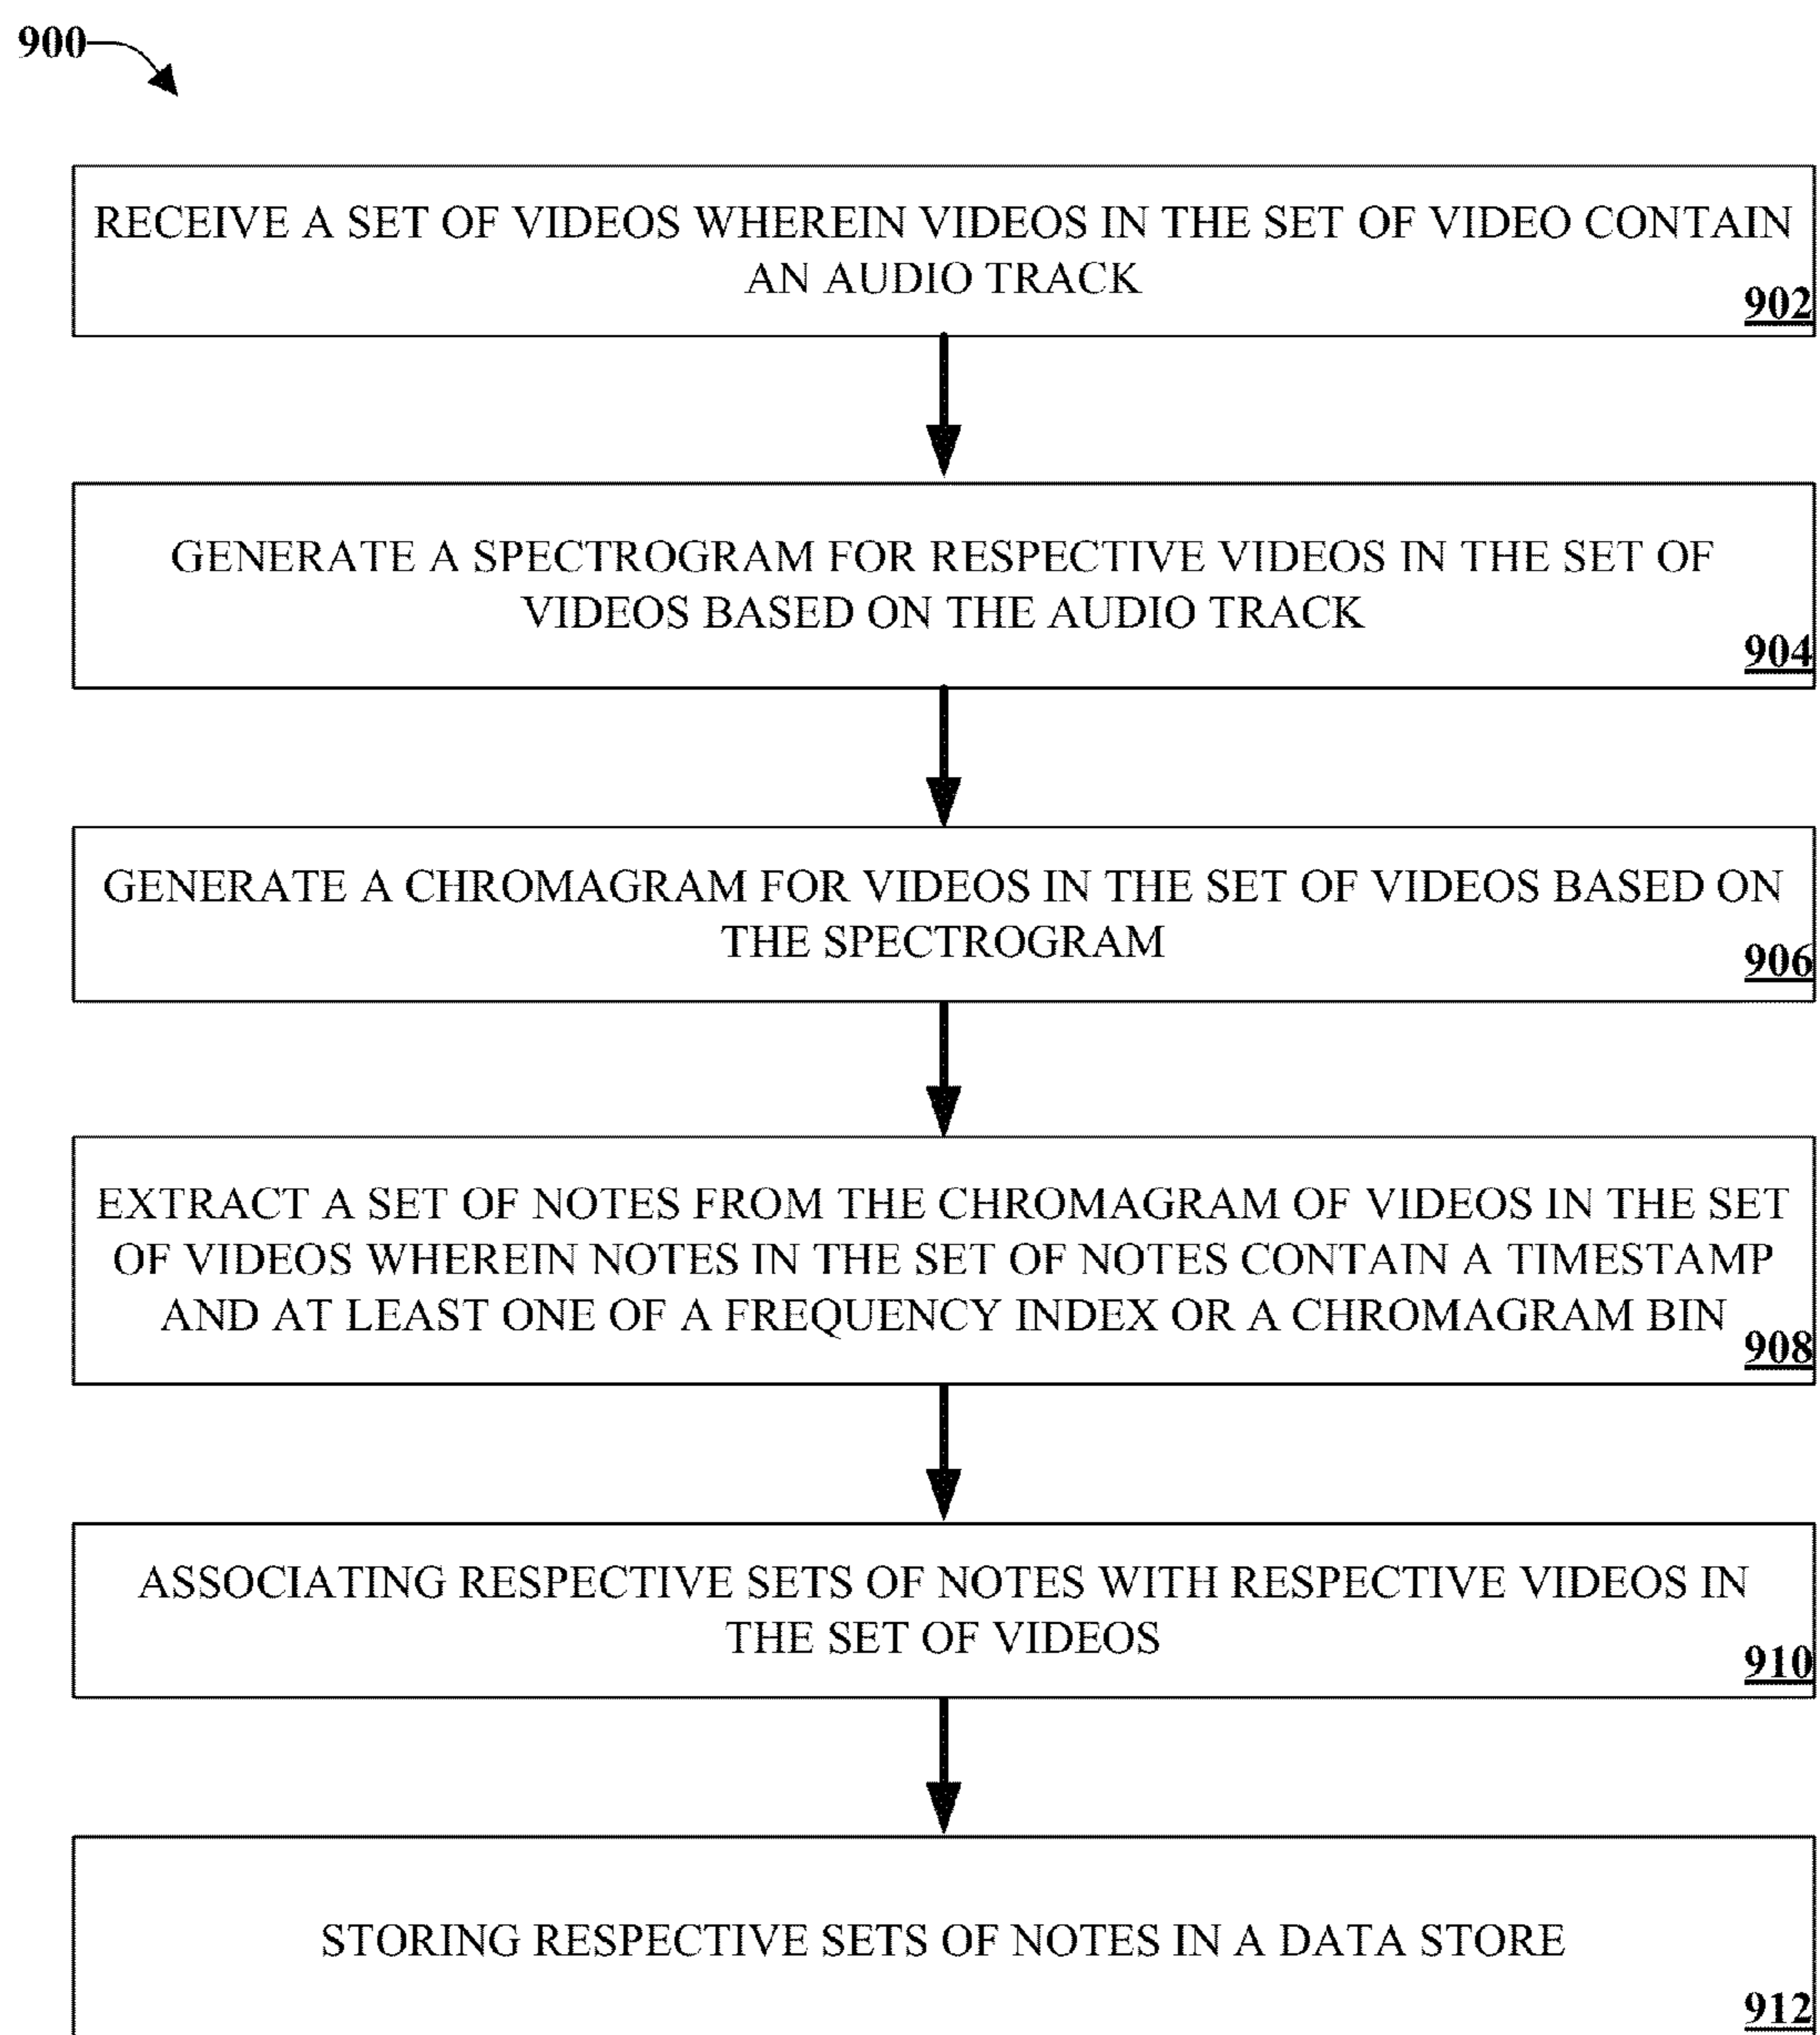 900
RECEIVE A SET OF VIDEOS WHEREIN VIDEOS IN THE SET OF VIDEO CONTAIN
AN AUDIO TRACK
902
GENERATE A SPECTROGRAM FOR RESPECTIVE VIDEOS IN THE SET OF
VIDEOS BASED ON THE AUDIO TRACK
904
GENERATE A CHROMAGRAM FOR VIDEOS IN THE SET OF VIDEOS BASED ON
THE SPECTROGRAM
906
EXTRACT A SET OF NOTES FROM THE CHROMAGRAM OF VIDEOS IN THE SET
OF VIDEOS WHEREIN NOTES IN THE SET OF NOTES CONTAIN A TIMESTAMP
AND AT LEAST ONE OF A FREQUENCY INDEX OR A CHROMAGRAM BIN
908
ASSOCIATING RESPECTIVE SETS OF NOTES WITH RESPECTIVE VIDEOS IN
THE SET OF VIDEOS
910
STORING RESPECTIVE SETS OF NOTES IN A DATA STORE
912